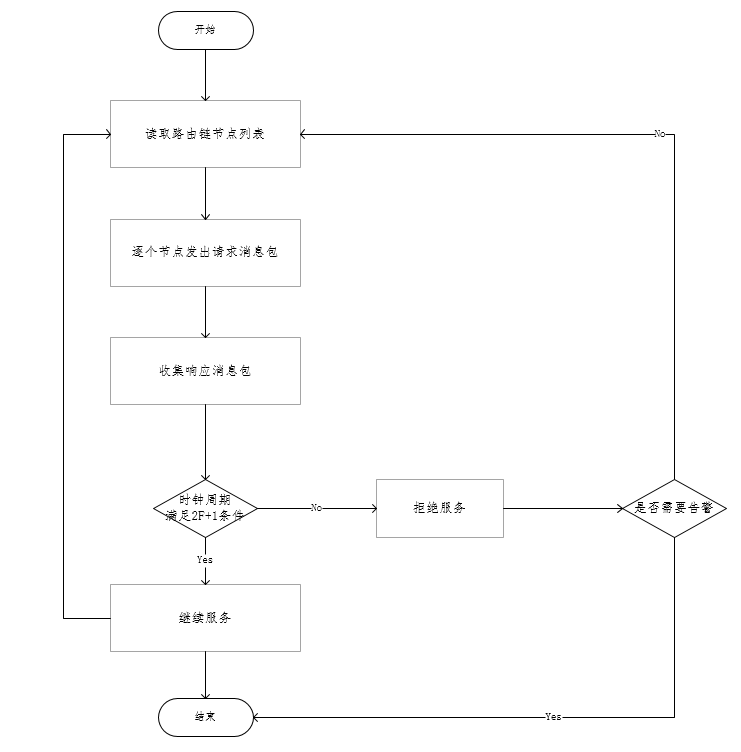 开始
读取路由链节点列表
No
逐个节点发出请求消息包
收集响应消息包
时钟周期
满足2F+1条件
No
拒绝服务
是否需要告警
Yes
继续服务
结束
Yes